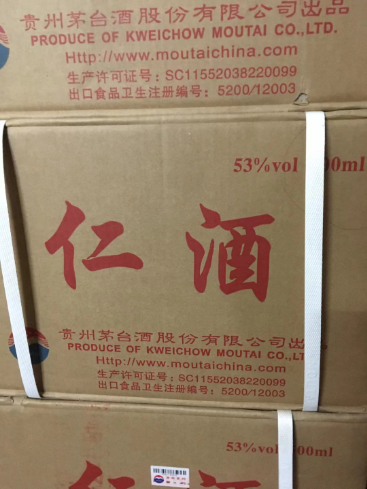 贵州茅台酒股份有限公司出品
PRODUCE OF KWEICHOW MOUTAI CO.,LTD.
Http://www.moutaichina.com
生产许可证号：SC11552038220099
出口食品卫生注册编号：5200/12003
53%vol 00ml
仁酒
贵州茅台酒股份有限公司出品
PRODUCE OF KWEICHOW MOUTAI CO.,LTD.
Http://www.moutaichina.com
生产许可证号：SC11552038220099
出口食品卫生注册编号：5200/12003
53%vol 00ml